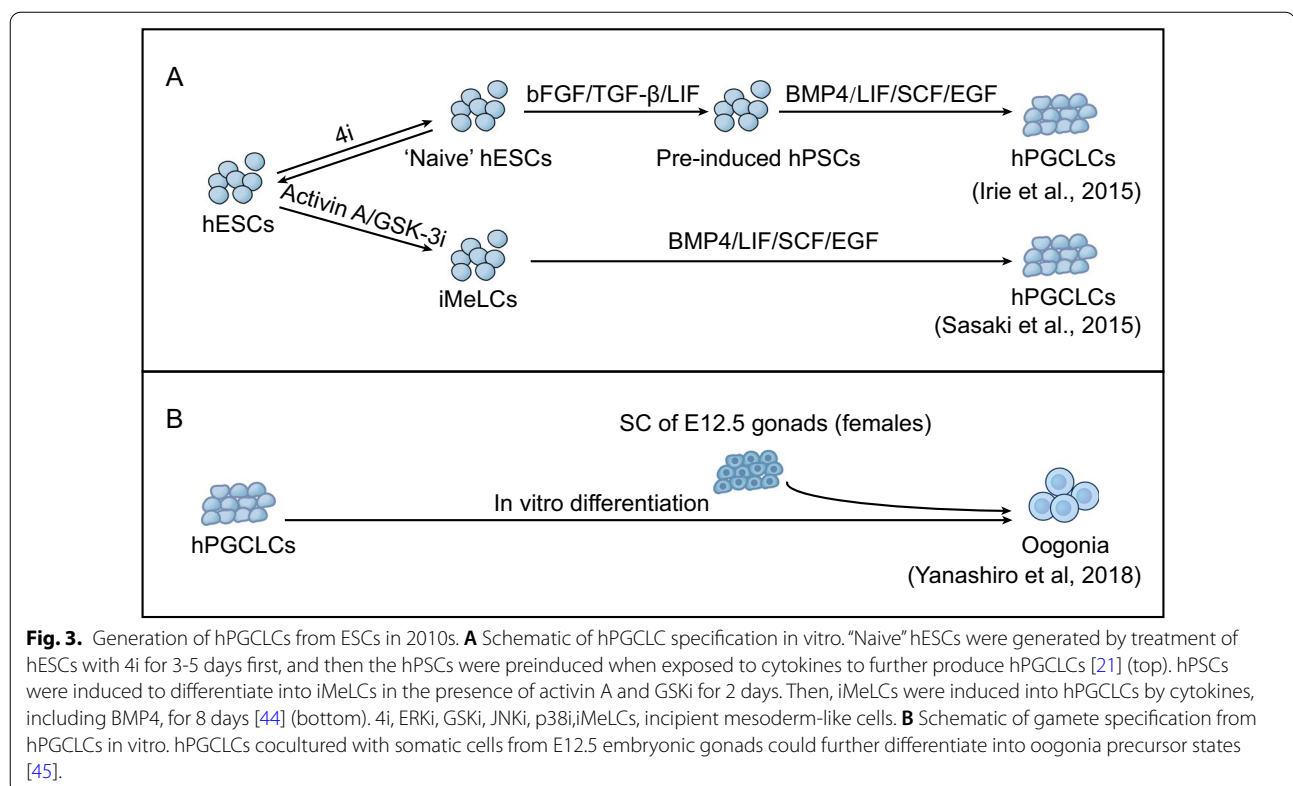 A
bFGF/TGF-β/LIF
BMP4/LIF/SCF/EGF
4i
'Naive' hESCs
Pre-induced hPSCs
hPGCLCs
(Irie et al., 2015)
hESCs
Activin A/GSK-3i
BMP4/LIF/SCF/EGF
iMeLCs
hPGCLCs
(Sasaki et al., 2015)
B
SC of E12.5 gonads (females)
In vitro differentiation
hPGCLCs
Oogonia
(Yanashiro et al, 2018)
Fig. 3. Generation of hPGCLCs from ESCs in 2010s. A Schematic of hPGCLC specification in vitro. "Naive" hESCs were generated by treatment of
hESCs with 4i for 3-5 days first, and then the hPSCs were preinduced when exposed to cytokines to further produce hPGCLCs [21] (top). hPSCs
were induced to differentiate into iMeLCs in the presence of activin A and GSKi for 2 days. Then, iMeLCs were induced into hPGCLCs by cytokines,
including BMP4, for 8 days [44] (bottom). 4i, ERKi, GSKi, JNKi, p38i,iMeLCs, incipient mesoderm-like cells. B Schematic of gamete specification from
hPGCLCs in vitro. hPGCLCs cocultured with somatic cells from E12.5 embryonic gonads could further differentiate into oogonia precursor states
[45].